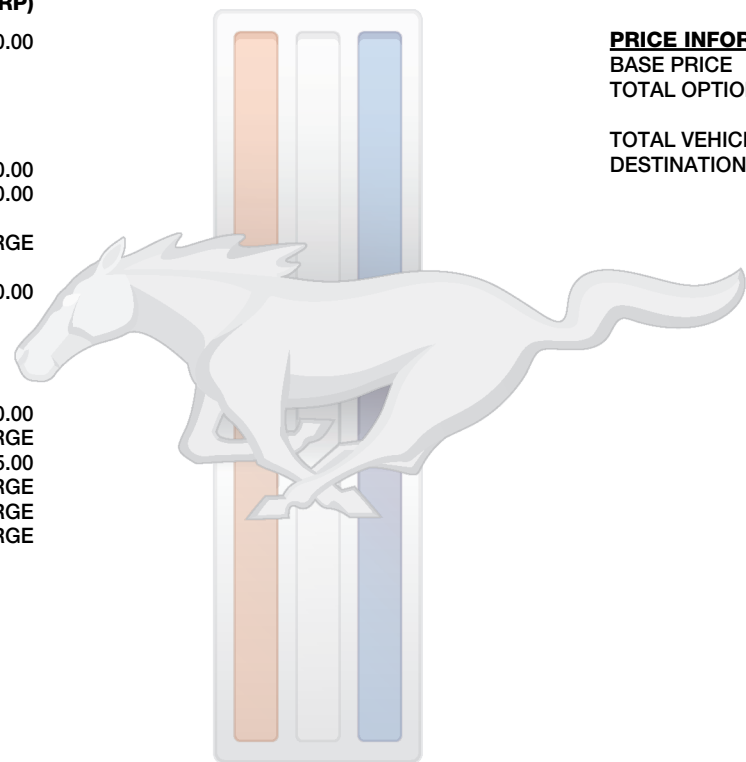 RP)
0.00
0.00
0.00
RGE
0.00
0.00
RGE
5.00
RGE
RGE
RGE
PRICE INFOR
BASE PRICE
TOTAL OPTIO
TOTAL VEHICL
DESTINATION